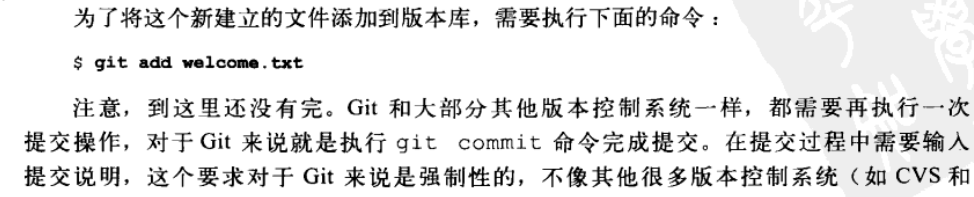 为了将这个新建立的文件添加到版本库，需要执行下面的命令：
$ git add welcome.txt
注意，到这里还没有完。Git 和大部分其他版本控制系统一样，都需要再执行一次
提交操作，对于 Git 来说就是执行 git commit 命令完成提交。在提交过程中需要输入
提交说明，这个要求对于 Git 来说是强制性的，不像其他很多版本控制系统（如 CVS 和